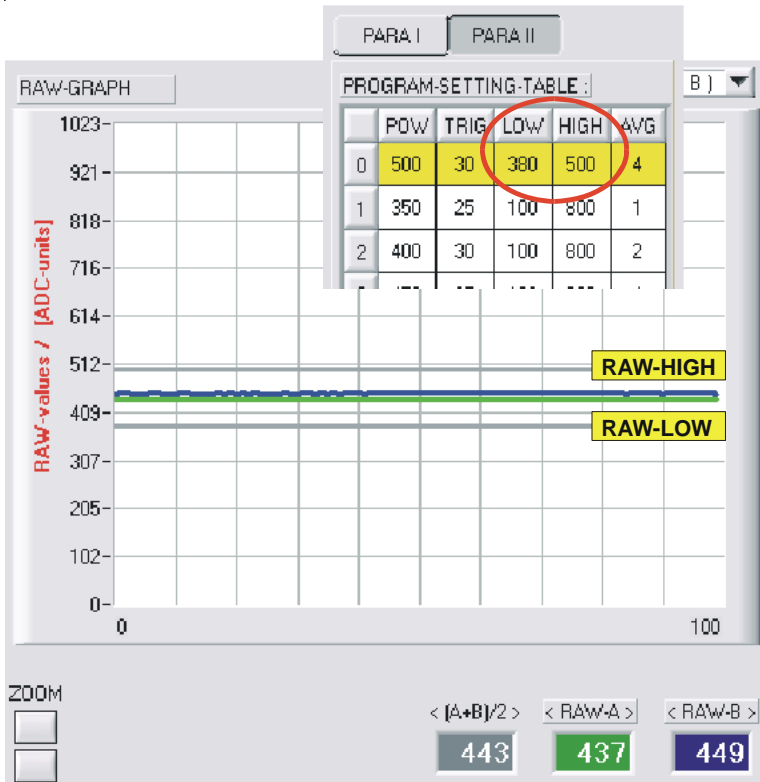 PARA I PARA II
RAW-GRAPH
PROGRAM-SETTING-TABLE :
B )
POW TRIG LOW HIGH AVG
0 500 30 380 500 4
1 350 25 100 800 1
2 400 30 100 800 2
RAW-values / [ADC-units]
1023
921
818
716
614
512
409
307
205
102
0
RAW-HIGH
RAW-LOW
0 100
ZOOM
< (A+B)/2 > < RAW-A > < RAW-B >
443 437 449